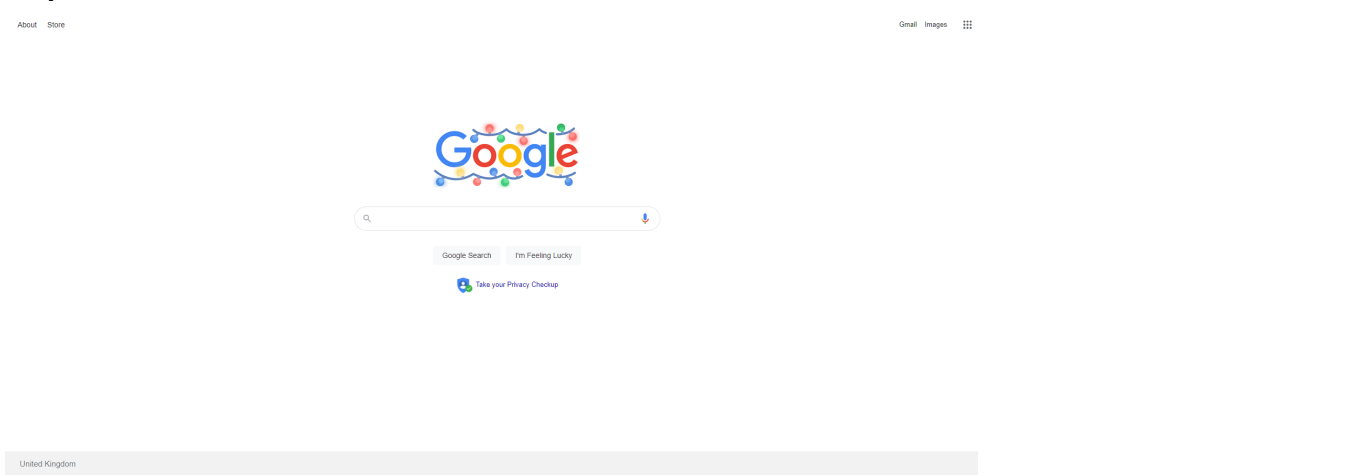 About Store
Gmail Images
Google
Google Search I'm Feeling Lucky
Take your Privacy Checkup
United Kingdom